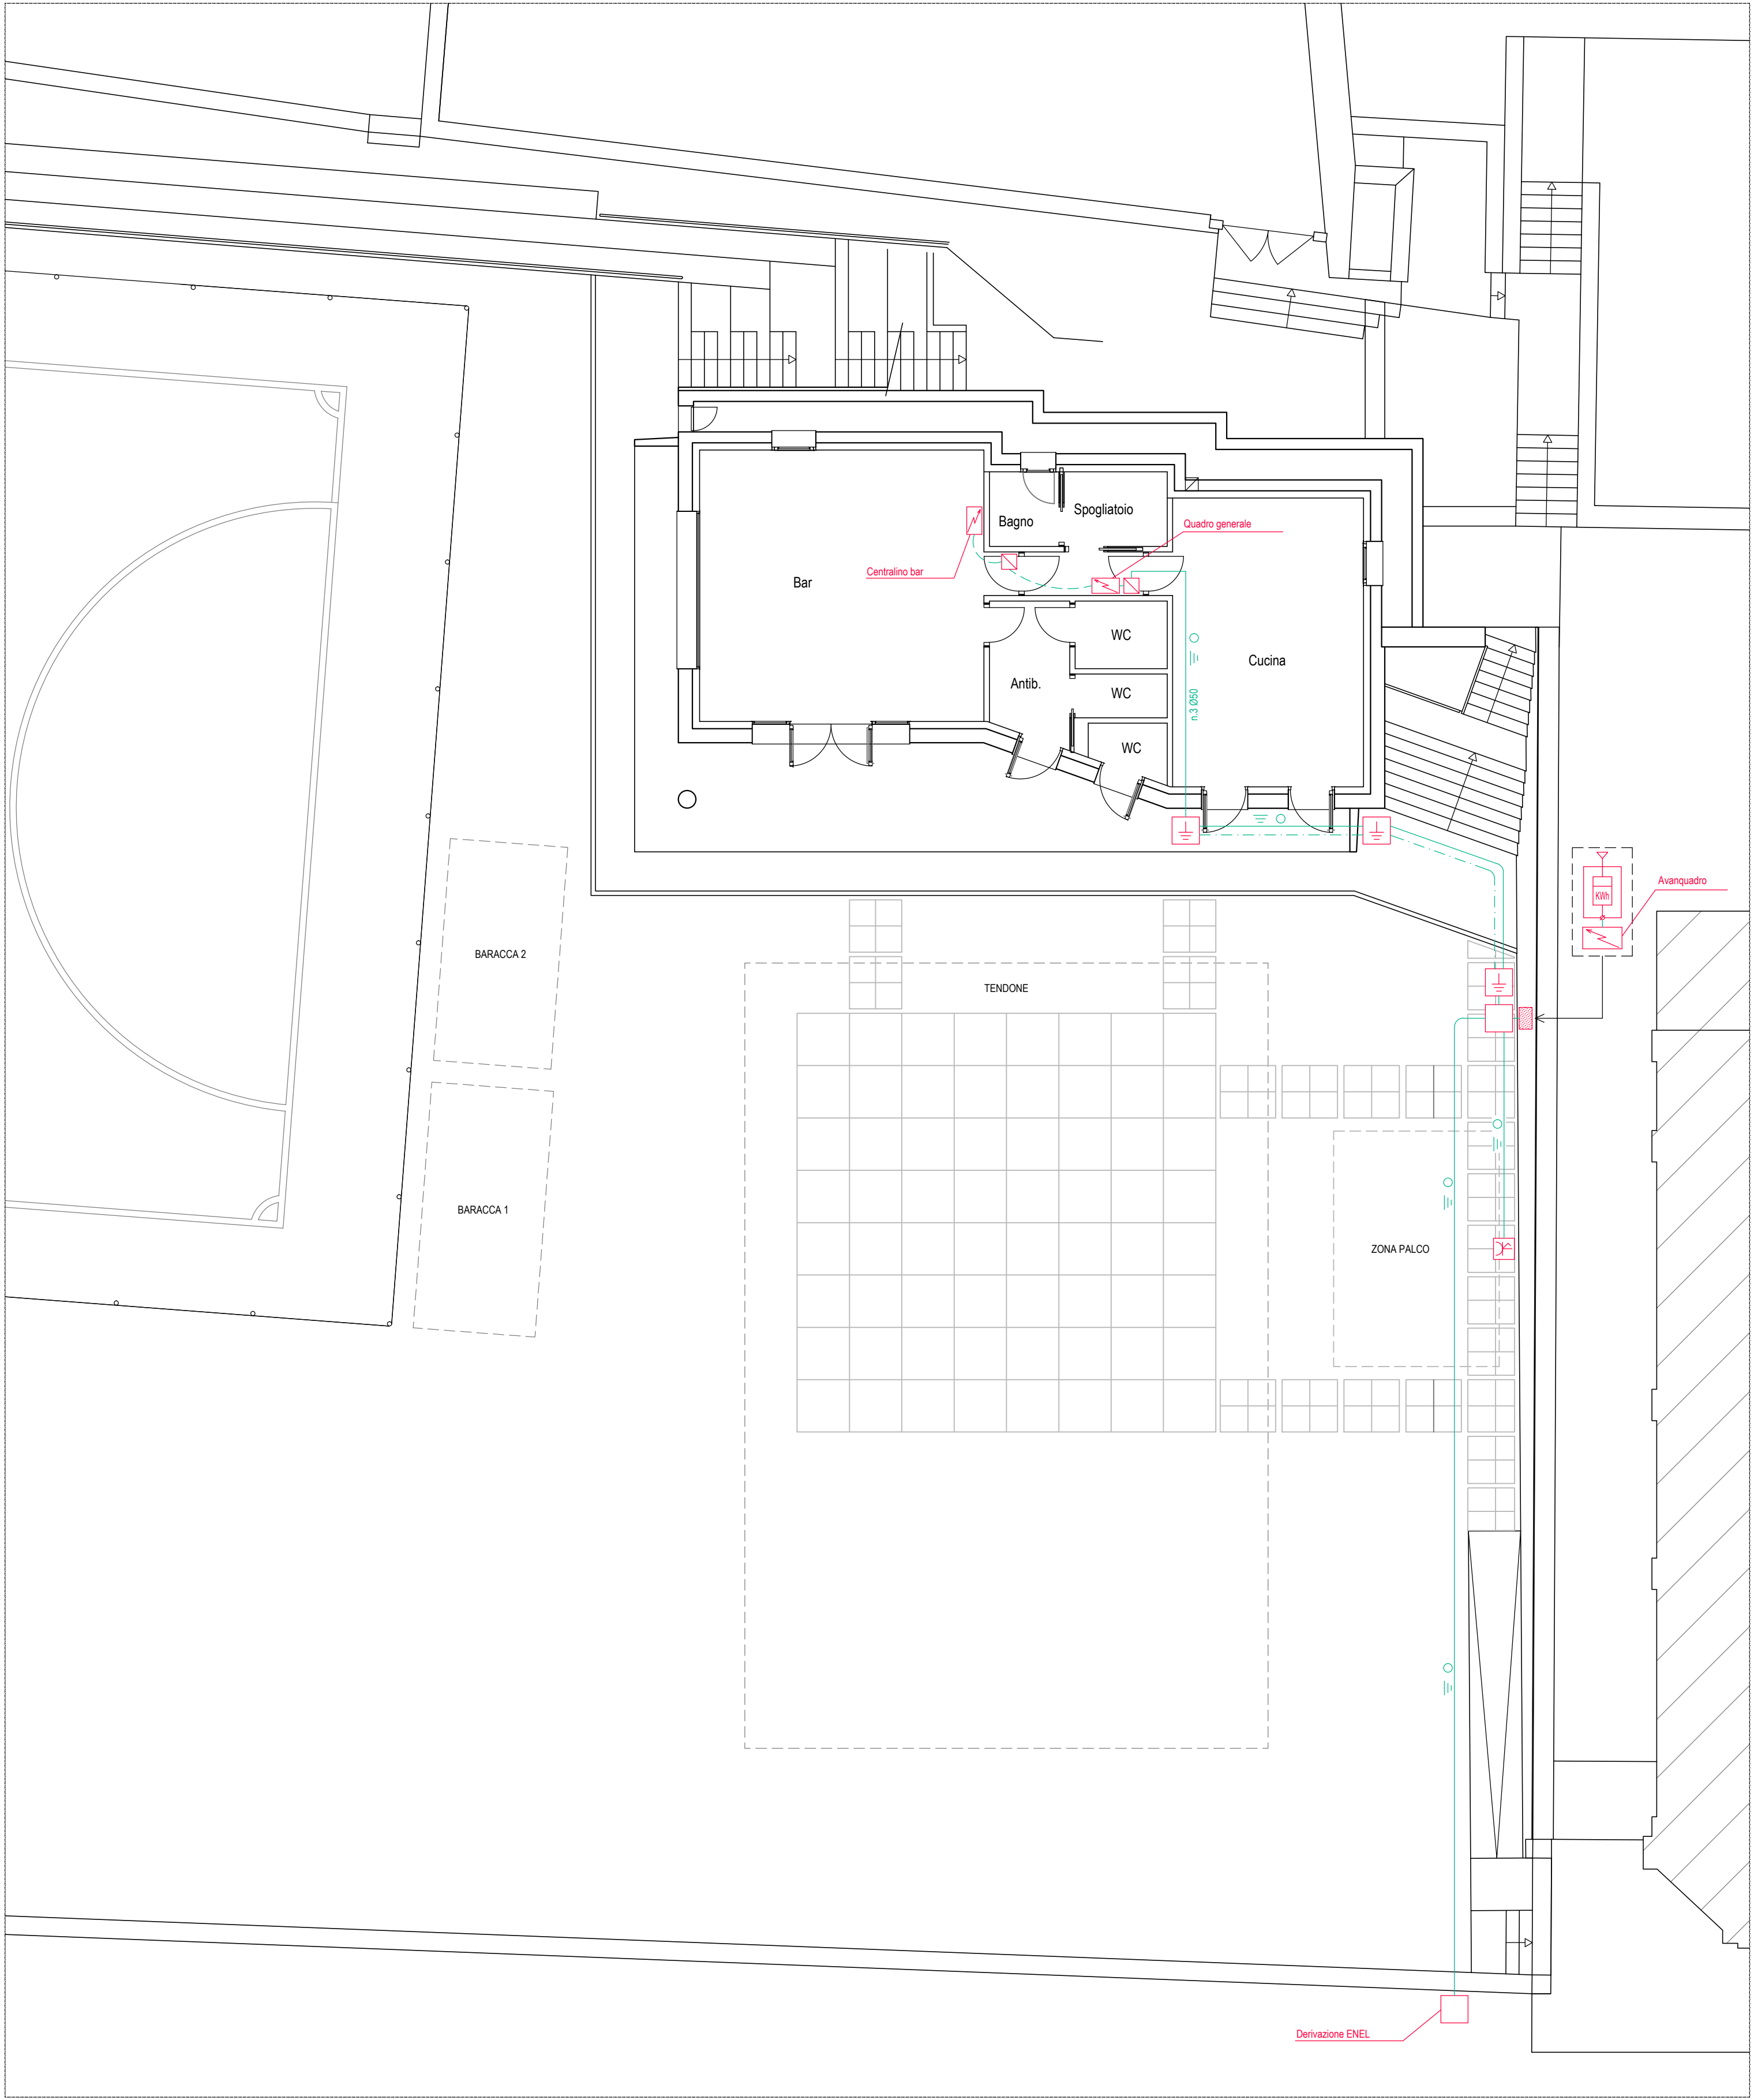 Bagno
Spogliatoio
Quadro generale
Centralino bar
Bar
WC
Cucina
Antib.
WC
n.3 Ø50
WC
KWh
Avanquadro
BARACCA 2
TENDONE
BARACCA 1
ZONA PALCO
Derivazione ENEL